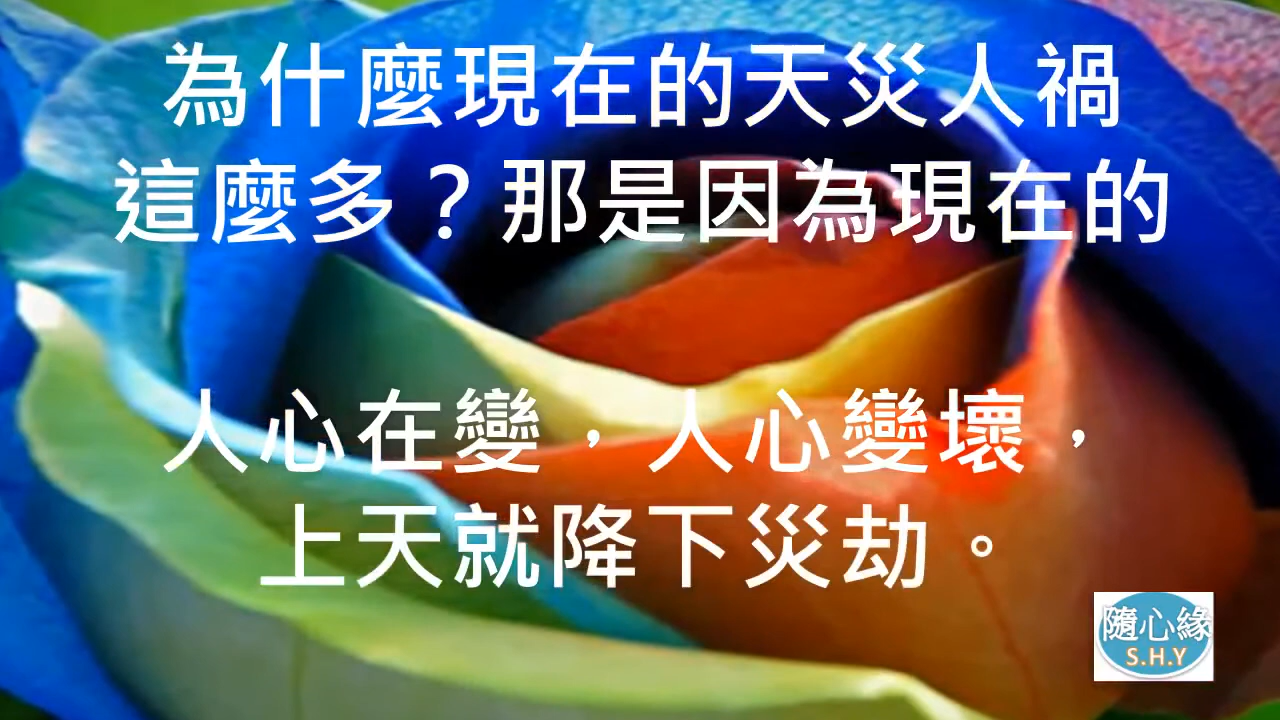 為什麼現在的天災人禍
這麼多？那是因為現在的
人心在變，人心變壞，
上天就降下災劫。
隨心緣
S.H.Y